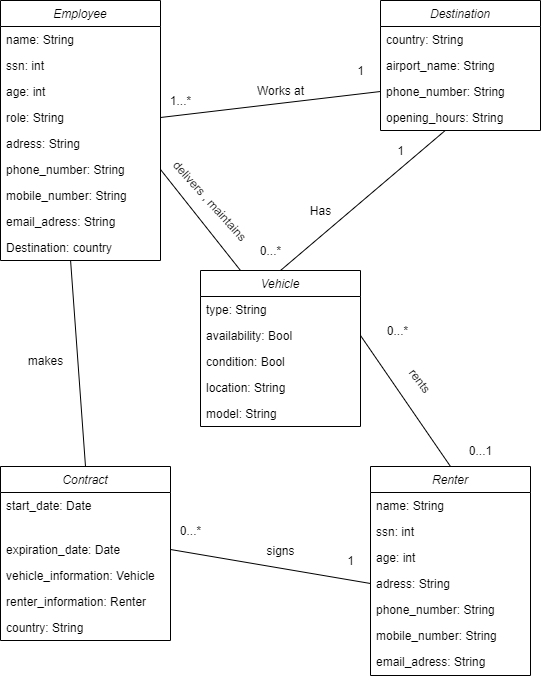 Employee
name: String
ssn: int
age: int
role: String
adress: String
phone_number: String
mobile_number: String
email_adress: String
Destination: country
Destination
country: String
airport_name: String
phone_number: String
opening_hours: String
1
Works at
1...*
1
delivers , maintains
Has
0...*
Vehicle
type: String
availability: Bool
condition: Bool
location: String
model: String
0...*
makes
rents
0...1
Contract
start_date: Date
expiration_date: Date
vehicle_information: Vehicle
renter_information: Renter
country: String
0...*
signs
1
Renter
name: String
ssn: int
age: int
adress: String
phone_number: String
mobile_number: String
email_adress: String